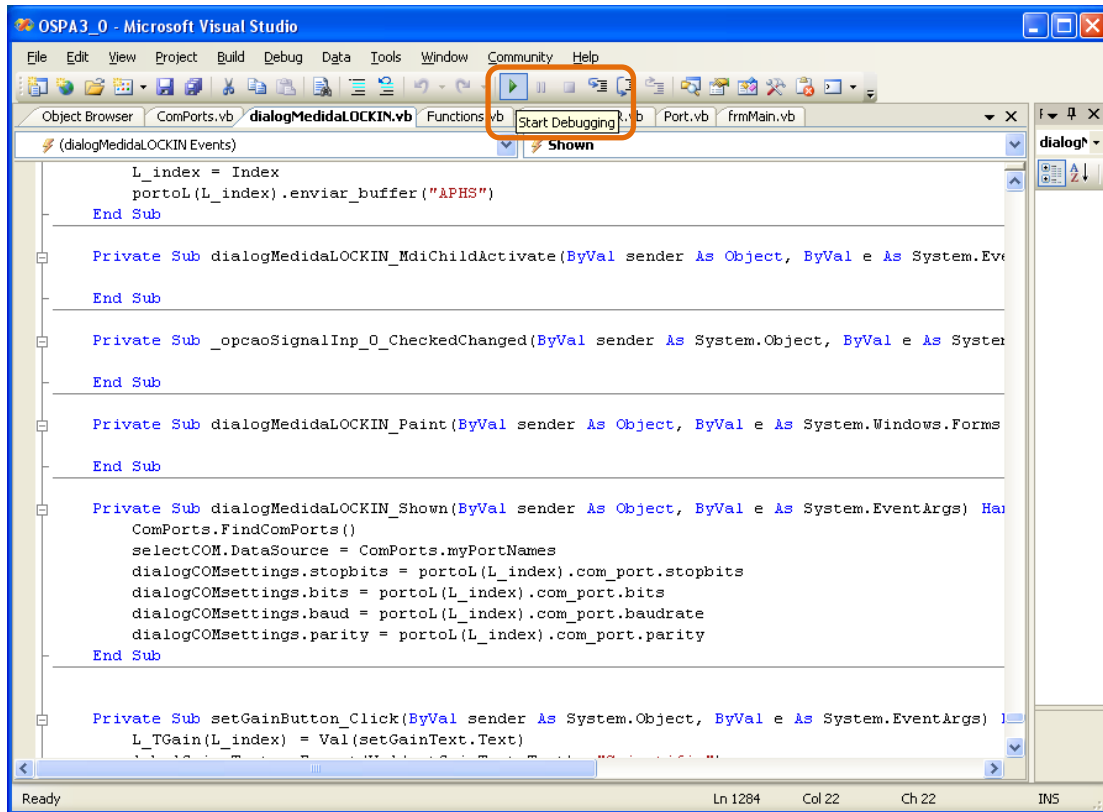 OSPA3_0 - Microsoft Visual Studio
File Edit View Project Build Debug Data Tools Window Community Help
Object Browser ComPorts.vb dialogMedidaLOCKIN.vb Functions.vb R.vb Port.vb frmMain.vb
Start Debugging
(dialogMedidaLOCKIN Events) Shown
L_index = Index
portoL(L_index).enviar_buffer("APHS")
End Sub
Private Sub dialogMedidaLOCKIN_MdiChildActivate(ByVal sender As Object, ByVal e As System.Eve
End Sub
Private Sub _opcaoSignalInp_0_CheckedChanged(ByVal sender As System.Object, ByVal e As System
End Sub
Private Sub dialogMedidaLOCKIN_Paint(ByVal sender As Object, ByVal e As System.Windows.Forms
End Sub
Private Sub dialogMedidaLOCKIN_Shown(ByVal sender As Object, ByVal e As System.EventArgs) Han
ComPorts.FindComPorts()
selectCOM.DataSource = ComPorts.myPortNames
dialogCOMsettings.stopbits = portoL(L_index).com_port.stopbits
dialogCOMsettings.bits = portoL(L_index).com_port.bits
dialogCOMsettings.baud = portoL(L_index).com_port.baudrate
dialogCOMsettings.parity = portoL(L_index).com_port.parity
End Sub
Private Sub setGainButton_Click(ByVal sender As System.Object, ByVal e As System.EventArgs)
L_TGain(L_index) = Val(setGainText.Text)
Ready Ln 1284 Col 22 Ch 22 INS